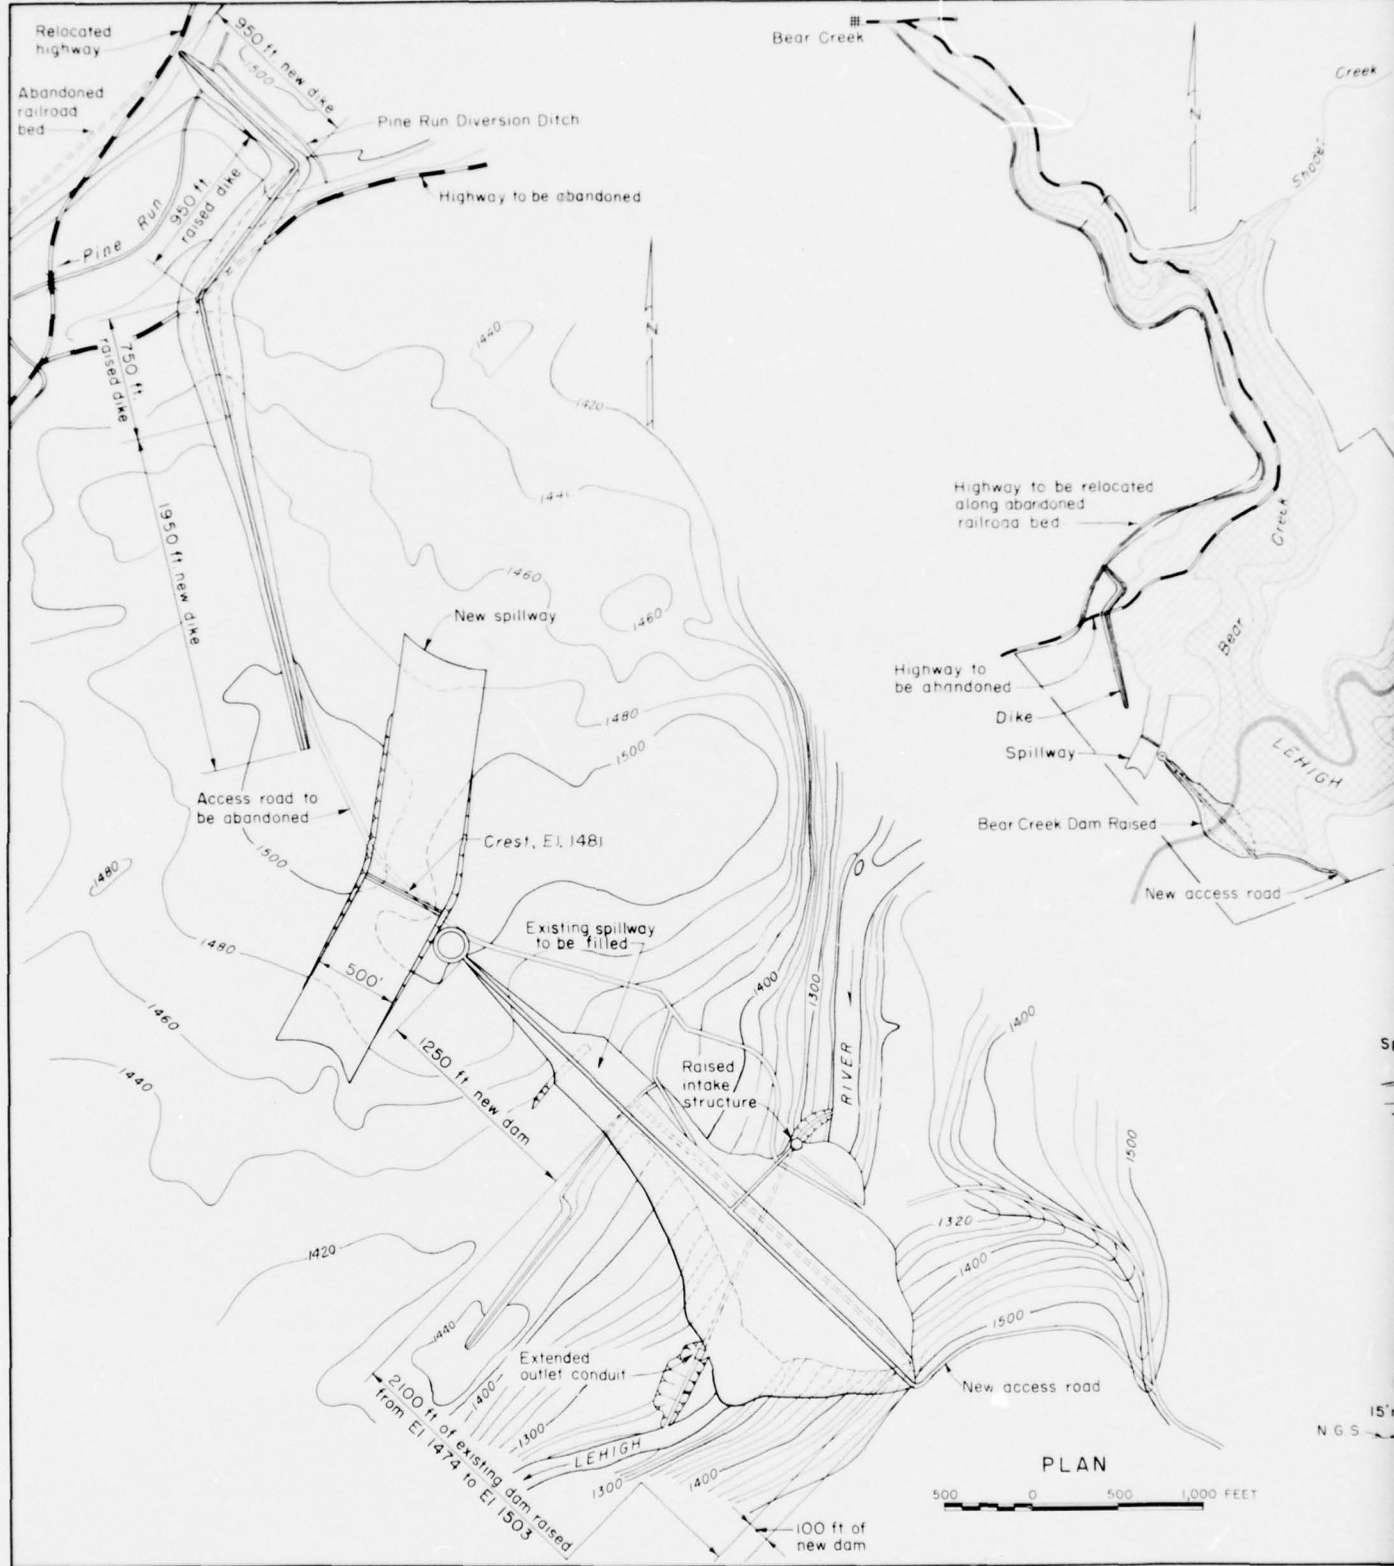 Relocated
highway
950 ft. new dike
1500
Abandoned
railroad
bed
Pine Run Diversion Ditch
950 ft.
raised dike
Pine Run
Highway to be abandoned
N
750 ft.
raised dike
1440
1420
1950 ft. new dike
1460
1460
New spillway
1480
1500
Access road to
be abandoned
1500
Crest, El. 1481
1480
1480
Existing spillway
to be filled
500'
1460
1440
1400
1300
1400
RIVER
1250 ft. new dam
Raised
intake
structure
1500
1320
1400
1500
1420
1440
Extended
outlet conduit
New access road
1400
1300
LEHIGH
1300
1400
2100 ft of existing dam raised
from El 1474 to El 1503
100 ft of
new dam
PLAN
500 0 500 1,000 FEET
Bear Creek
N
Creek
Shades
Highway to be relocated
along abandoned
railroad bed
Creek
Bear
Highway to
be abandoned
Dike
Spillway
LEHIGH
Bear Creek Dam Raised
New access road
15'
N.G.S.